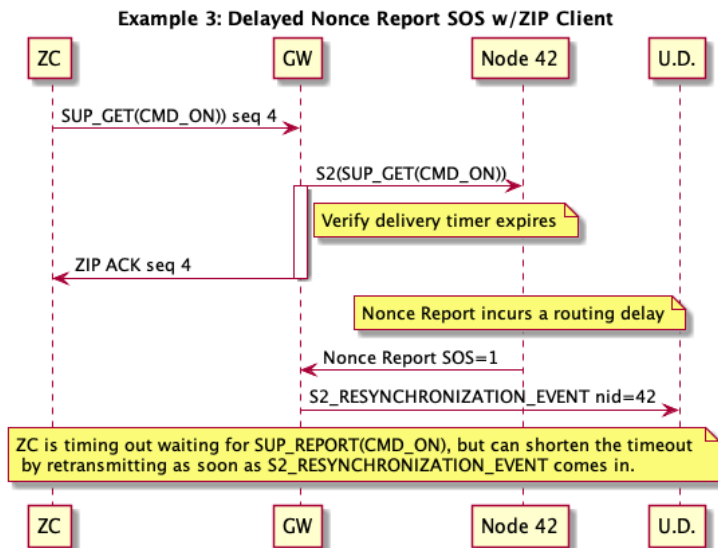 Example 3: Delayed Nonce Report SOS w/ZIP Client
ZC
GW
Node 42
U.D.
SUP_GET(CMD_ON)) seq 4
S2(SUP_GET(CMD_ON))
Verify delivery timer expires
ZIP ACK seq 4
Nonce Report incurs a routing delay
Nonce Report SOS=1
S2_RESYNCHRONIZATION_EVENT nid=42
ZC is timing out waiting for SUP_REPORT(CMD_ON), but can shorten the timeout
by retransmitting as soon as S2_RESYNCHRONIZATION_EVENT comes in.
ZC
GW
Node 42
U.D.